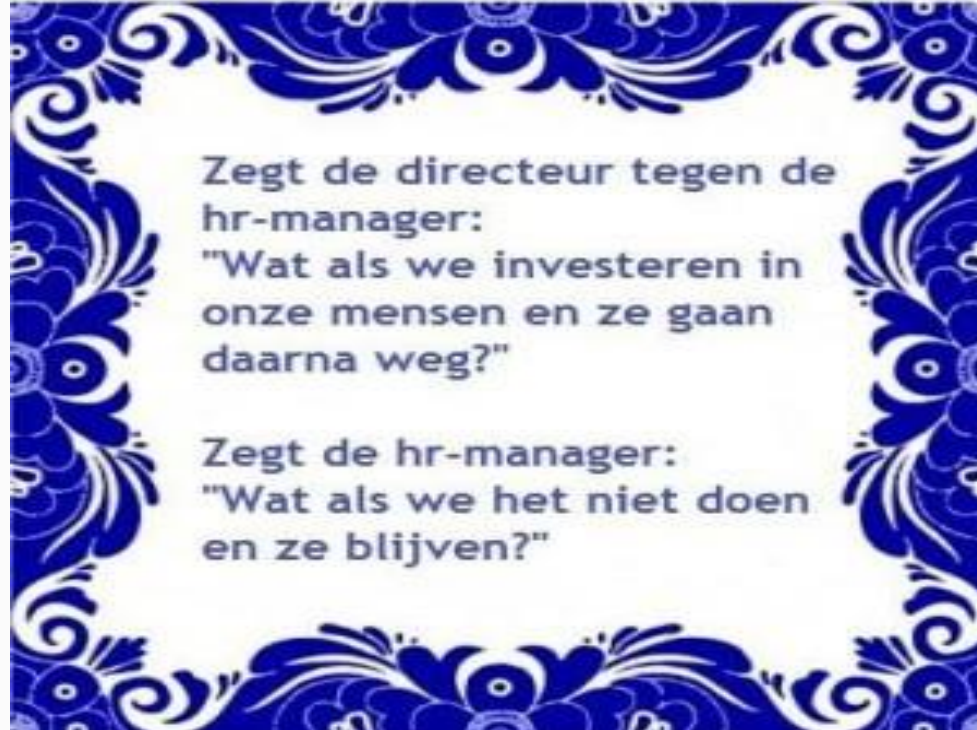 Zegt de directeur tegen de
hr-manager:
"Wat als we investeren in
onze mensen en ze gaan
daarna weg?"
Zegt de hr-manager:
"Wat als we het niet doen
en ze blijven?"